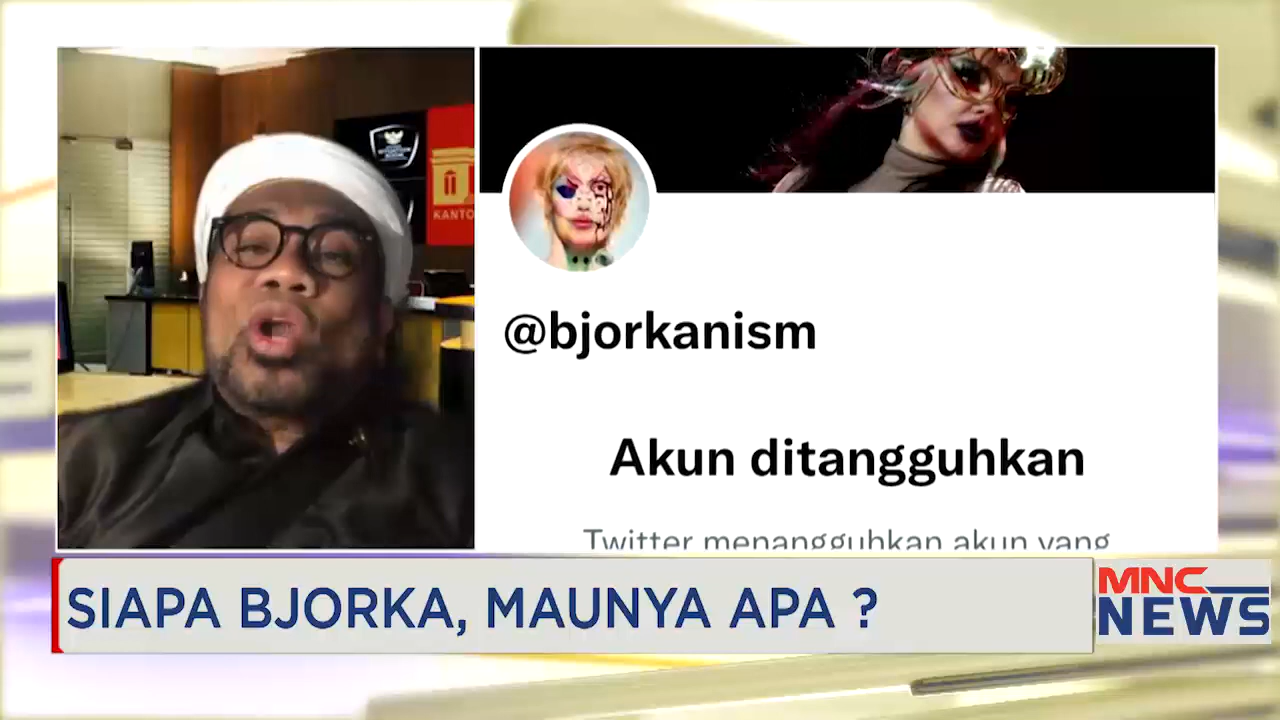 KANTO
@bjorkanism
Akun ditangguhkan
Twitter menangguhkan akun yang
SIAPA BJORKA, MAUNYA APA ?
MNC
NEWS